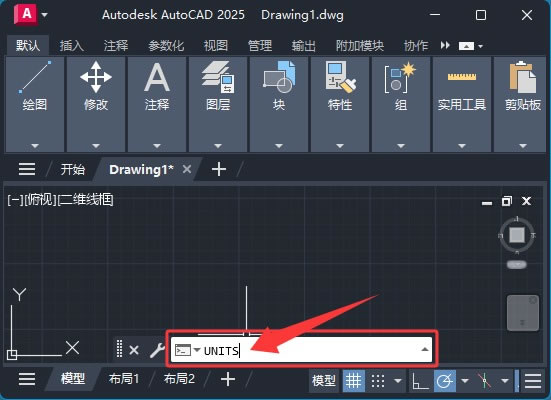 A Autodesk AutoCAD 2025 Drawing1.dwg
默认 插入 注释 参数化 视图 管理 输出 附加模块 协作
绘图 修改 注释 图层 块 特性 组 实用工具 剪贴板
开始 Drawing1*
[−][俯视][二维线框]
Y
X
UNITS
模型 布局1 布局2 模型